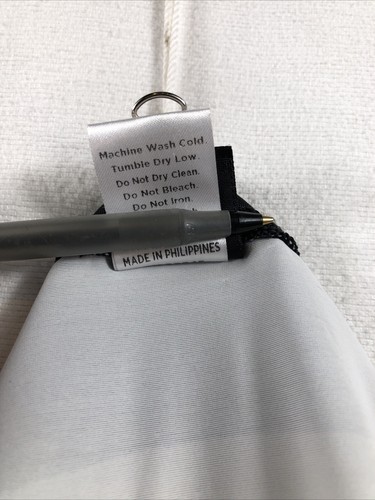 Machine Wash Cold.
Tumble Dry Low.
Do Not Dry Clean.
Do Not Bleach.
Do Not Iron.
MADE IN PHILIPPINES